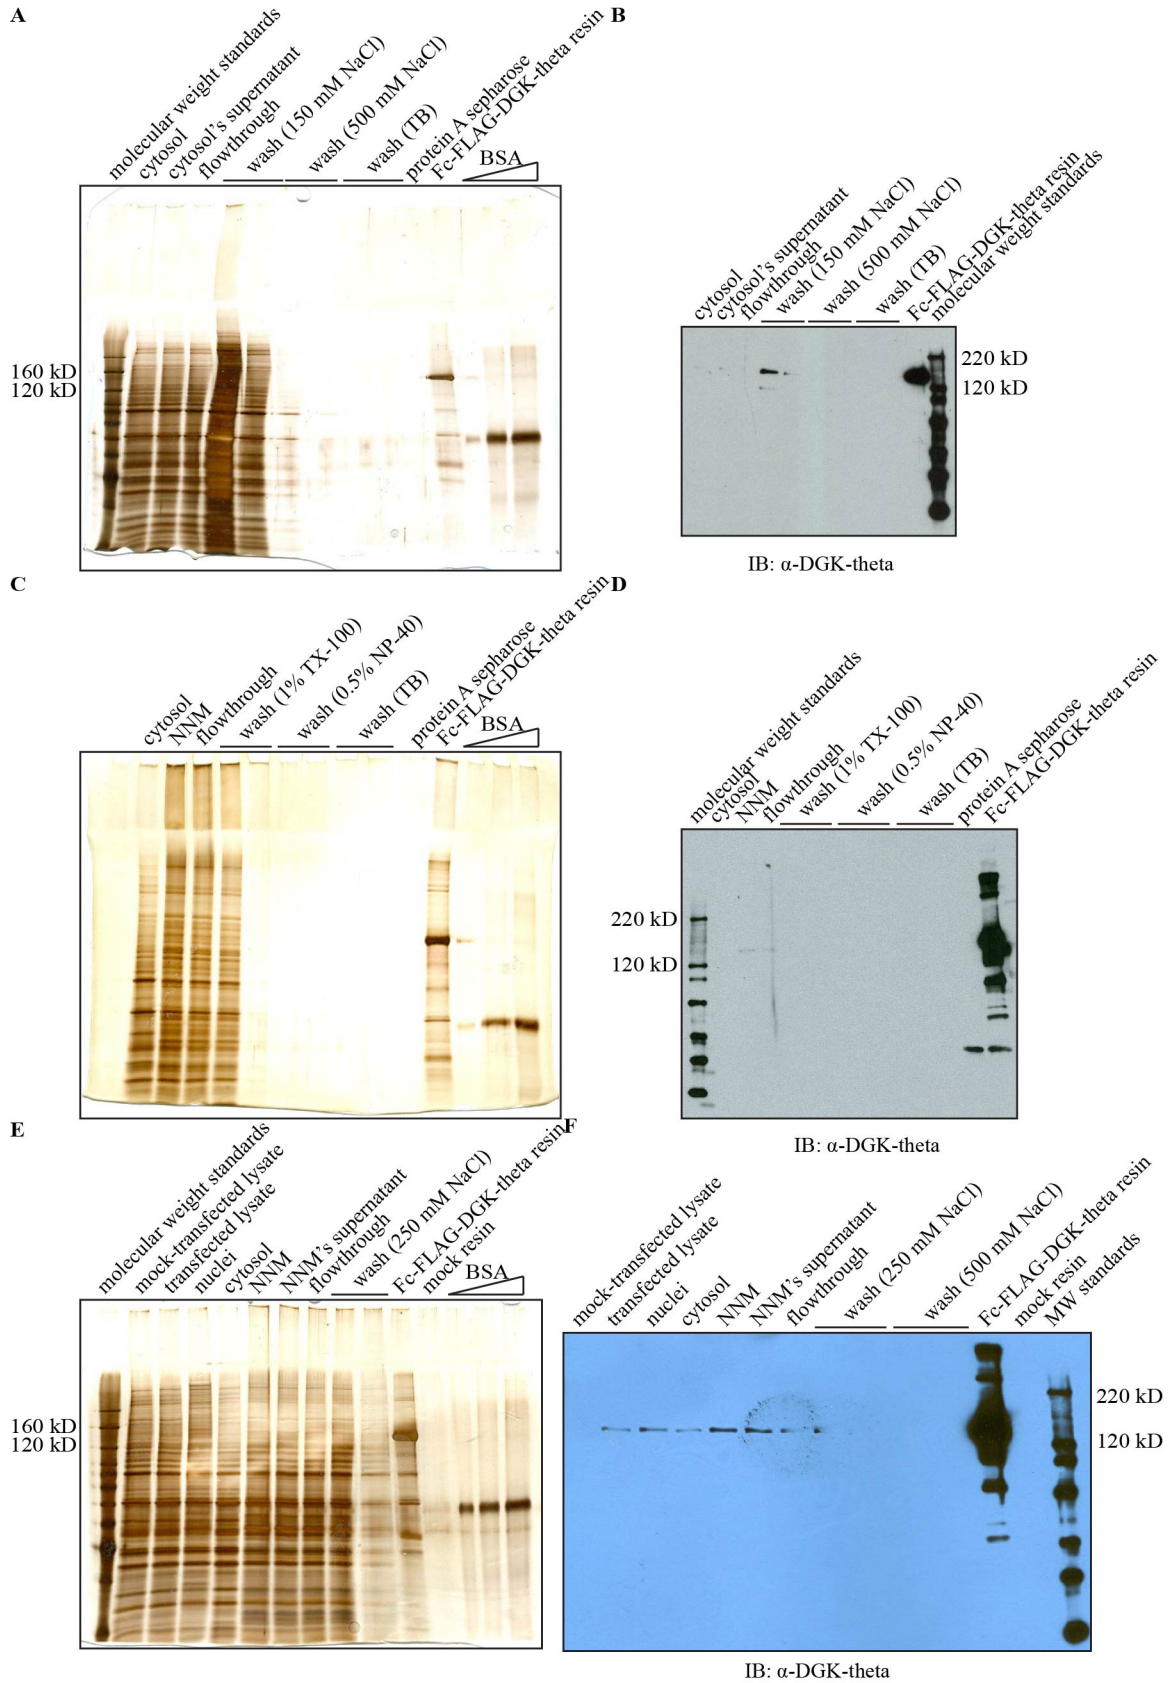 A
molecular weight standards
cytosol
cytosol's supernatant
flowthrough
wash (150 mM NaCl)
wash (500 mM NaCl)
wash (TB)
protein A sepharose
Fc-FLAG-DGK-theta resin
BSA
160 kD
120 kD
B
cytosol
cytosol's supernatant
flowthrough
wash (150 mM NaCl)
wash (500 mM NaCl)
wash (TB)
Fc-FLAG-DGK-theta resin
molecular weight standards
220 kD
120 kD
IB: α-DGK-theta
C
cytosol
NNM
flowthrough
wash (1% TX-100)
wash (0.5% NP-40)
wash (TB)
protein A sepharose
Fc-FLAG-DGK-theta resin
BSA
D
molecular weight standards
cytosol
NNM
flowthrough
wash (1% TX-100)
wash (0.5% NP-40)
wash (TB)
protein A sepharose
Fc-FLAG-DGK-theta resin
220 kD
120 kD
IB: α-DGK-theta
E
molecular weight standards
mock-transfected lysate
transfected lysate
nuclei
cytosol
NNM
NNM's supernatant
flowthrough
wash (250 mM NaCl)
Fc-FLAG-DGK-theta resin
mock resin
BSA
160 kD
120 kD
F
mock-transfected lysate
transfected lysate
nuclei
cytosol
NNM
NNM's supernatant
flowthrough
wash (250 mM NaCl)
wash (500 mM NaCl)
Fc-FLAG-DGK-theta resin
mock resin
MW standards
220 kD
120 kD
IB: α-DGK-theta